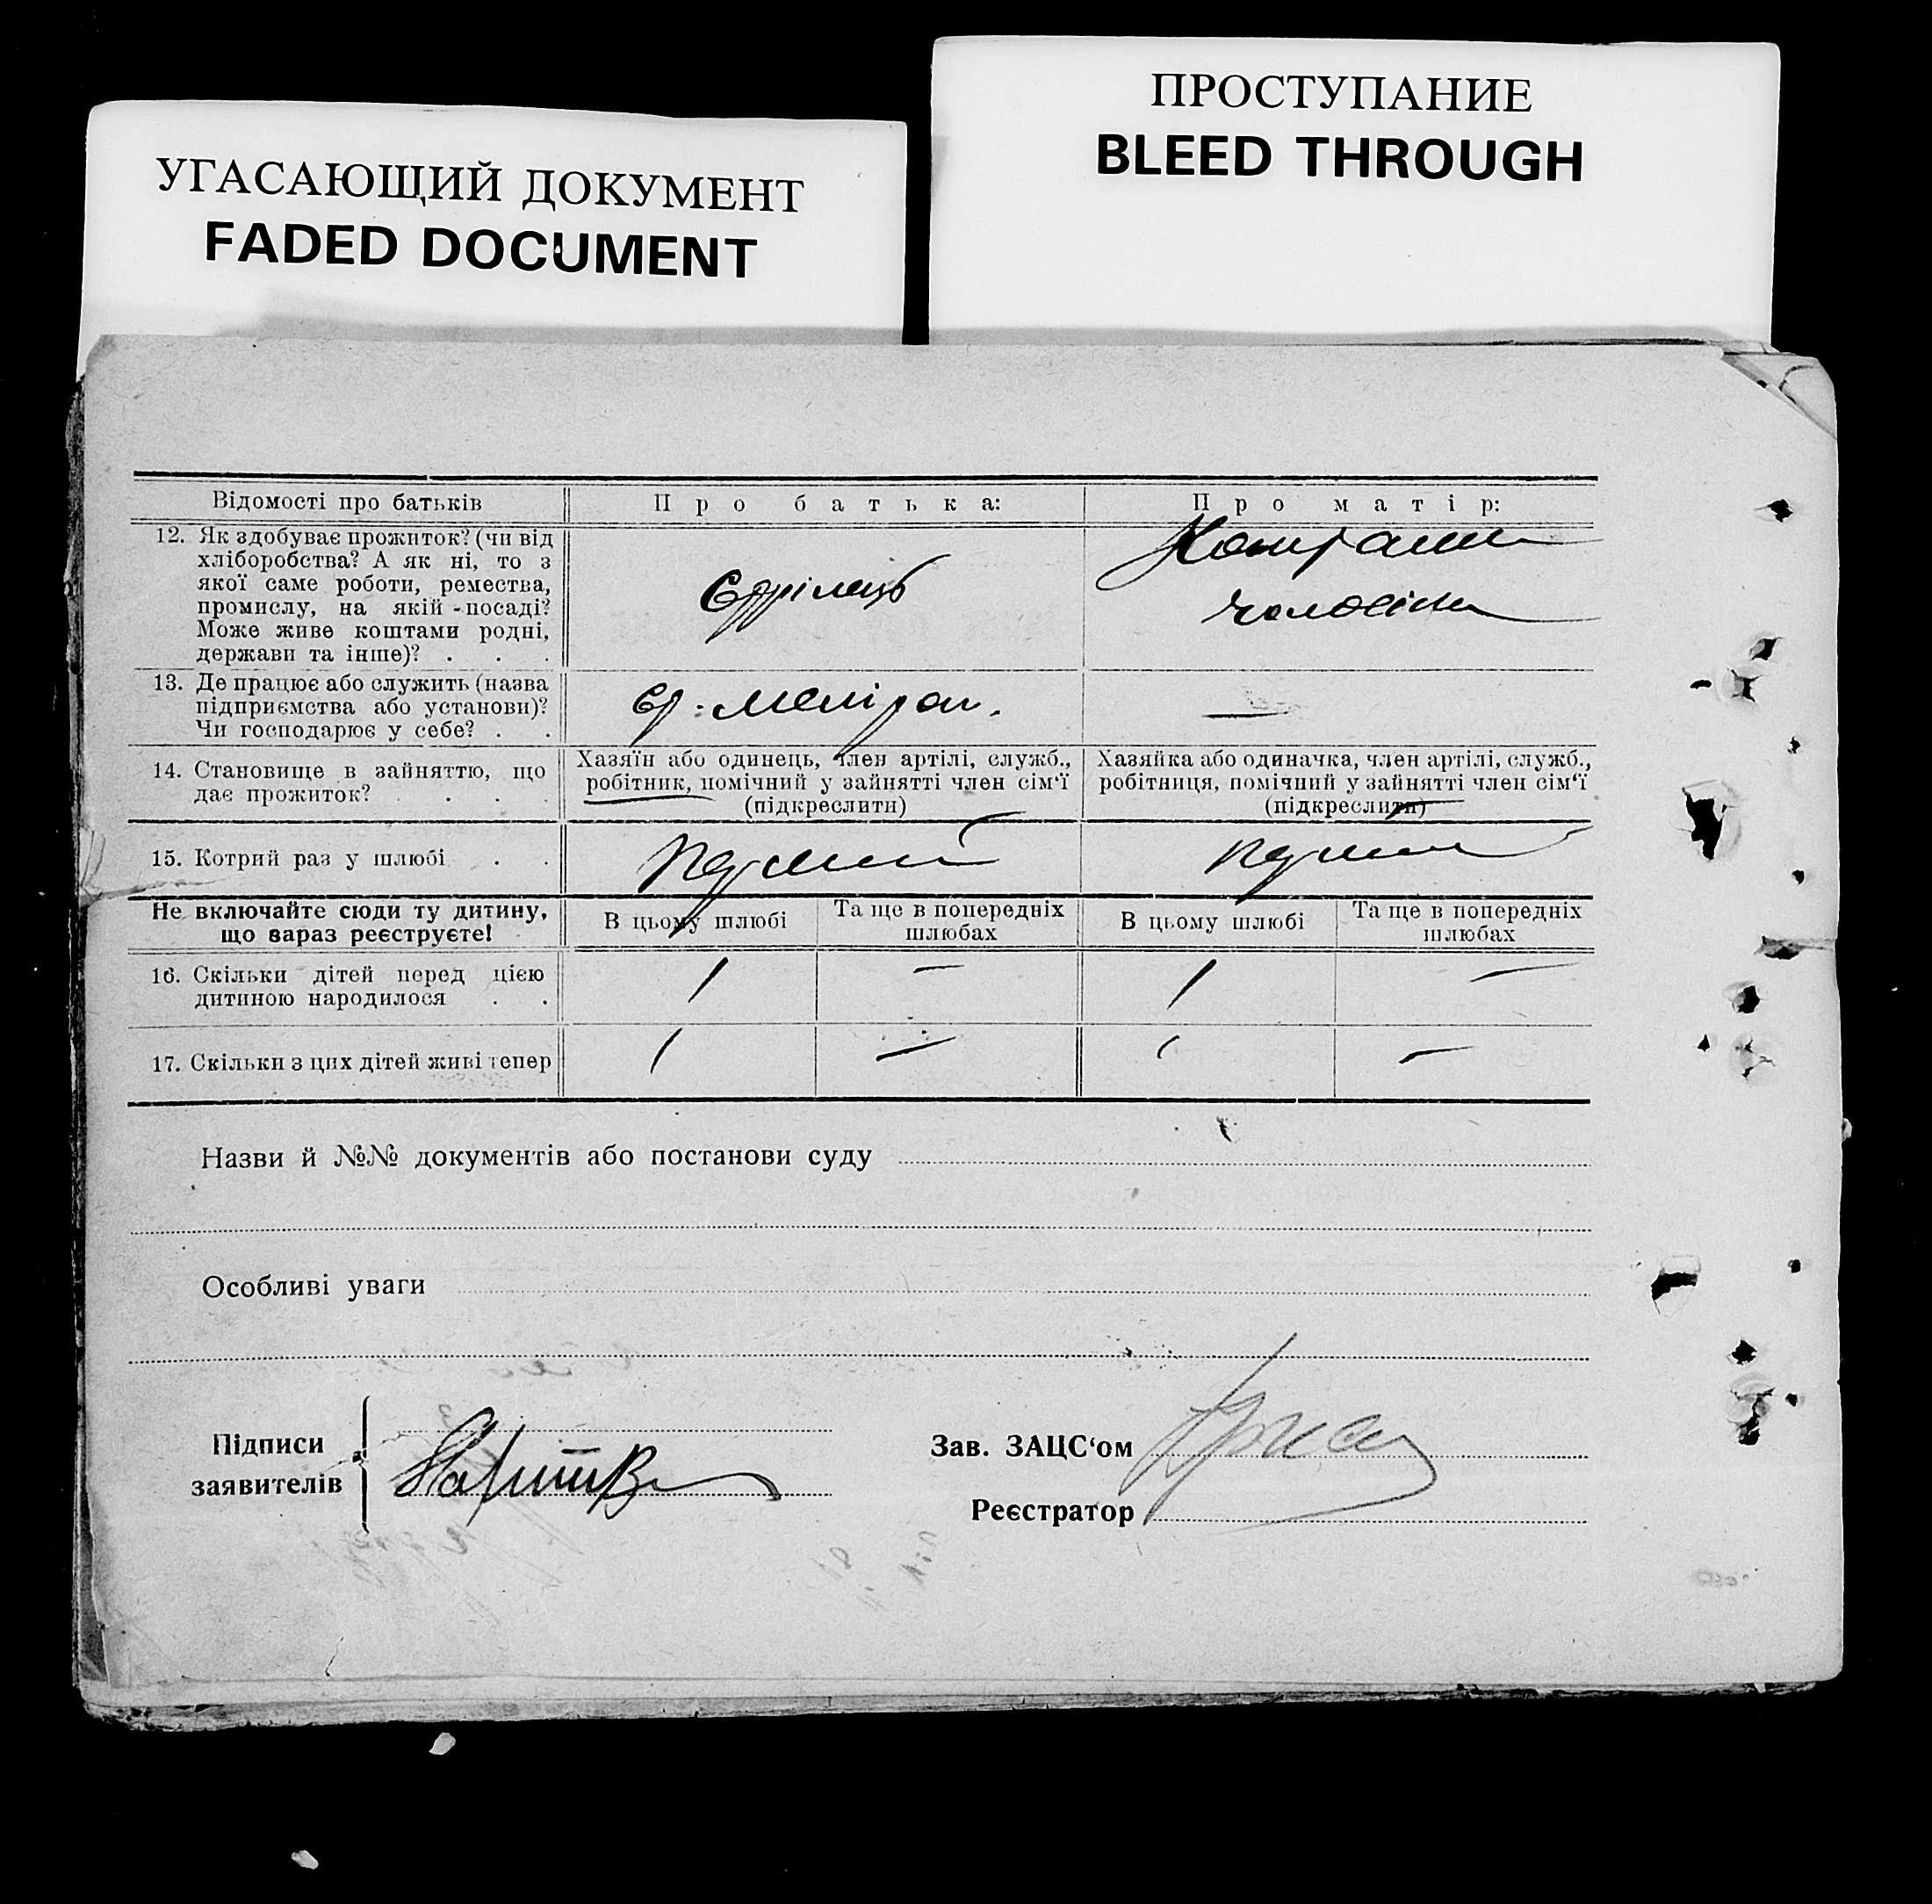 УГАСАЮЩИЙ ДОКУМЕНТ
FADED DOCUMENT
ПРОСТУПАНИЕ
BLEED THROUGH
Відомості про батьків
Про батька:
Про матір:
12. Як здобуває прожиток? (чи від
хліборобства? А як ні, то з
якої саме роботи, ремества,
промислу, на якій - посаді?
Може живе коштами родні,
держави та інше)? . . .
Коштами
чоловіка
13. Де працює або служить (назва
підприємства або установи)?
Чи господарює у себе? . .
—
14. Становище в зайняттю, що
дає прожиток? . . . .
Хазяїн або одинець, член артілі, служб.,
робітник, помічний у зайнятті член сім‘ї
(підкреслити)
Хазяйка або одиначка, член артілі, служб.,
робітниця, помічний у зайнятті член сім‘ї
(підкреслити)
15. Котрий раз у шлюбі . .
Перший
Перший
Не включайте сюди ту дитину,
що зараз реєструєте!
В цьому шлюбі
Та ще в попередніх
шлюбах
В цьому шлюбі
Та ще в попередніх
шлюбах
16. Скільки дітей перед цією
дитиною народилося . .
1 — 1 —
17. Скільки з цих дітей живі тепер
1 — 1 —
Назви й №№ документів або постанови суду
Особливі уваги
Підписи
заявителів
Зав. ЗАЦС‘ом
Реєстратор